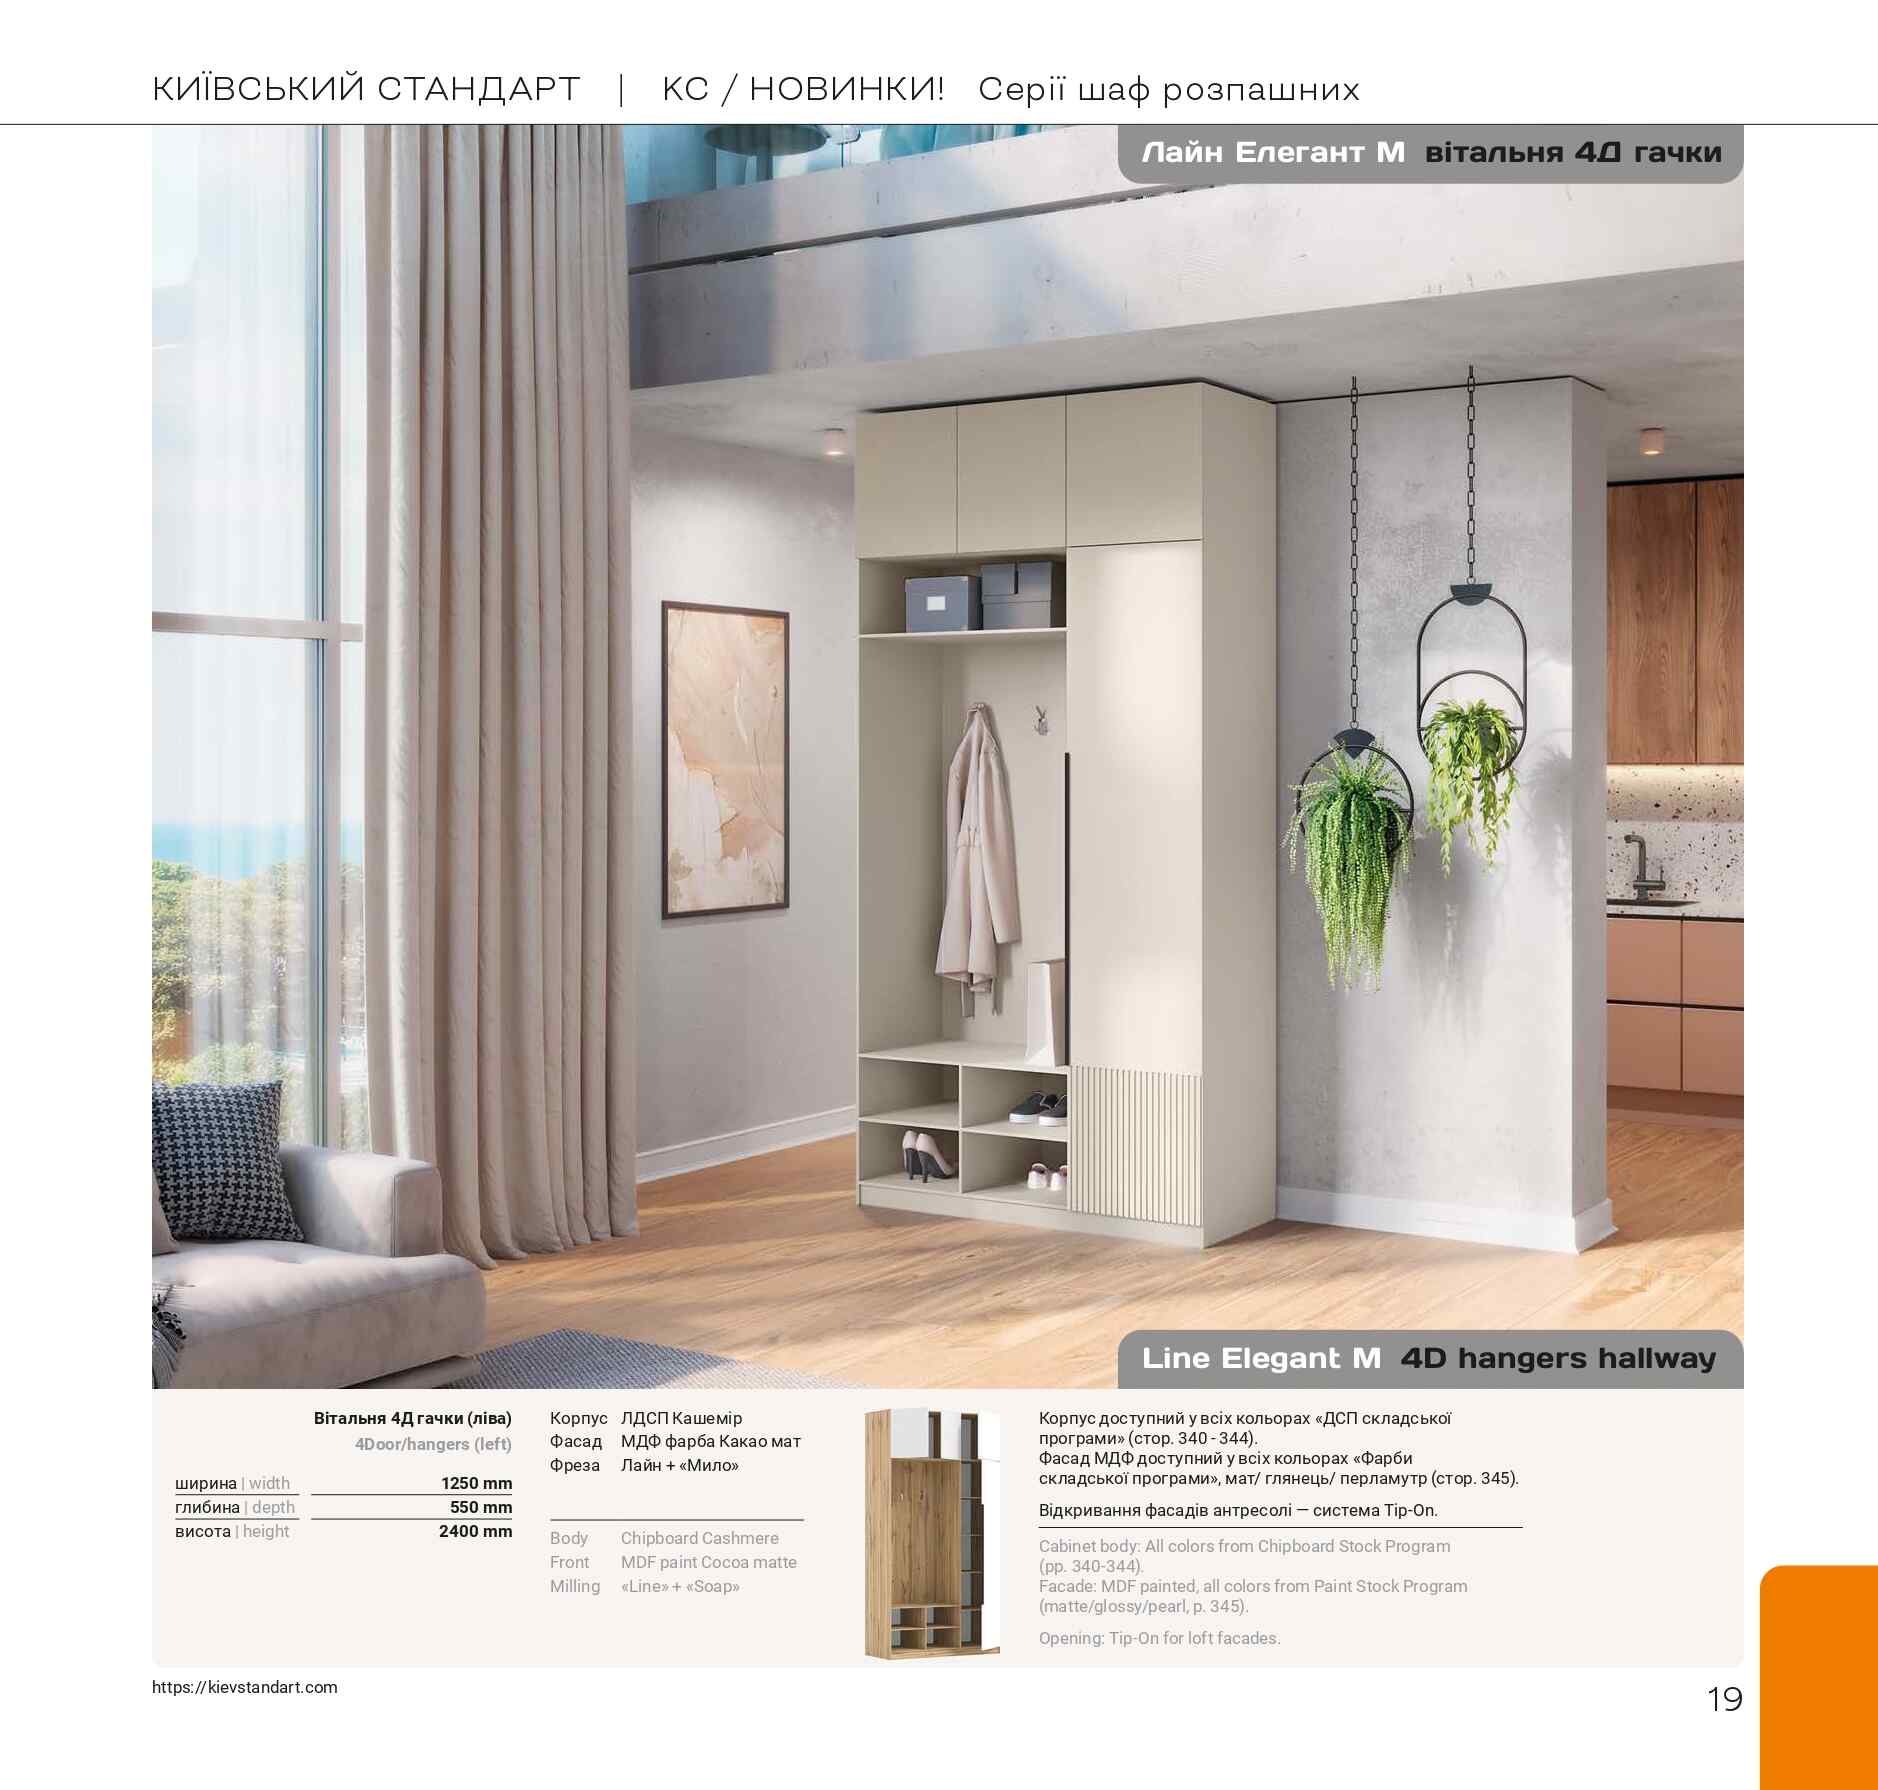 КИЇВСЬКИЙ СТАНДАРТ | КС / НОВИНКИ! Серії шаф розпашних
Лайн Елегант М вітальня 4Д гачки
Line Elegant M 4D hangers hallway
Вітальня 4Д гачки (ліва)
4Door/hangers (left)
ширина | width 1250 mm
глибина | depth 550 mm
висота | height 2400 mm
Корпус ЛДСП Кашемір
Фасад МДФ фарба Какао мат
Фреза Лайн + «Мило»
Body Chipboard Cashmere
Front MDF paint Cocoa matte
Milling «Line» + «Soap»
Корпус доступний у всіх кольорах «ДСП складської
програми» (стор. 340 - 344).
Фасад МДФ доступний у всіх кольорах «Фарби
складської програми», мат/ глянець/ перламутр (стор. 345).
Відкривання фасадів антресолі — система Tip-On.
Cabinet body: All colors from Chipboard Stock Program
(pp. 340-344).
Facade: MDF painted, all colors from Paint Stock Program
(matte/glossy/pearl, p. 345).
Opening: Tip-On for loft facades.
https://kievstandart.com
19